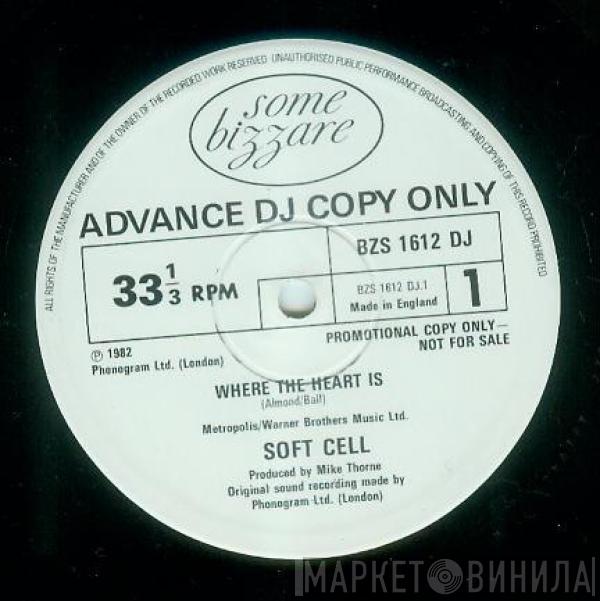 ALL RIGHTS OF THE MANUFACTURER AND OF THE OWNER OF THE RECORDED WORK RESERVED UNAUTHORISED PUBLIC PERFORMANCE BROADCASTING AND COPYING OF THIS RECORD PROHIBITED
some
bizzare
ADVANCE DJ COPY ONLY
BZS 1612 DJ
33 1/3 RPM
BZS 1612 DJ.1
Made in England
1
PROMOTIONAL COPY ONLY—
NOT FOR SALE
℗ 1982
Phonogram Ltd. (London)
WHERE THE HEART IS
(Almond/Ball)
Metropolis/Warner Brothers Music Ltd.
SOFT CELL
Produced by Mike Thorne
Original sound recording made by
Phonogram Ltd. (London)
МАРКЕТ ВИНИЛА